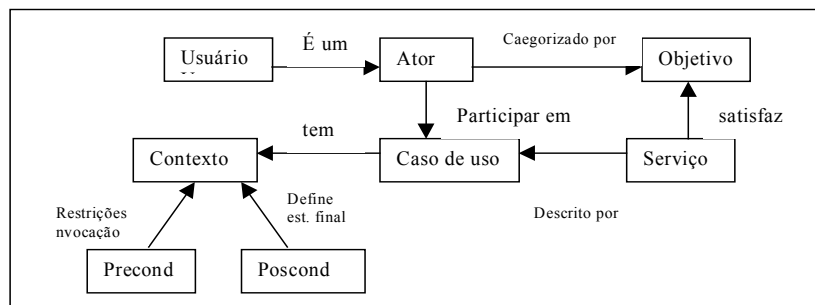 Usuário
É um
Ator
Caegorizado por
Objetivo
Participar em
satisfaz
tem
Contexto
Caso de uso
Serviço
Restrições
nvocação
Define
est. final
Descrito por
Precond
Poscond